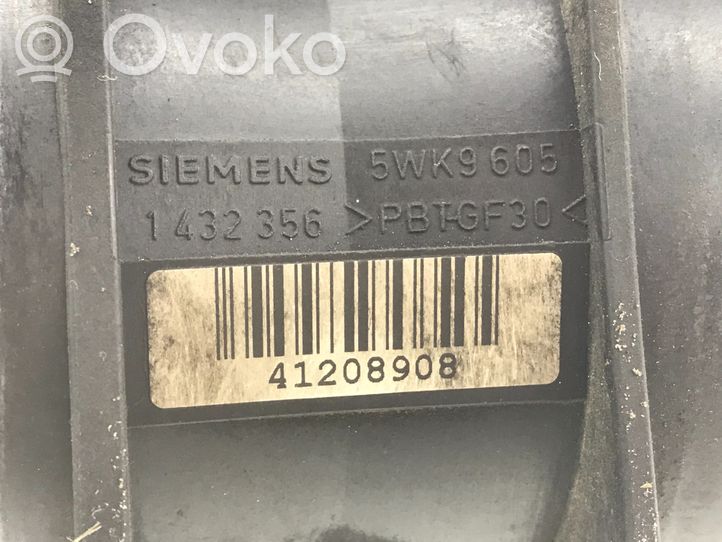 Ovoko
SIEMENS 5WK9 605
1 432 356 >PBT-GF30<
41208908